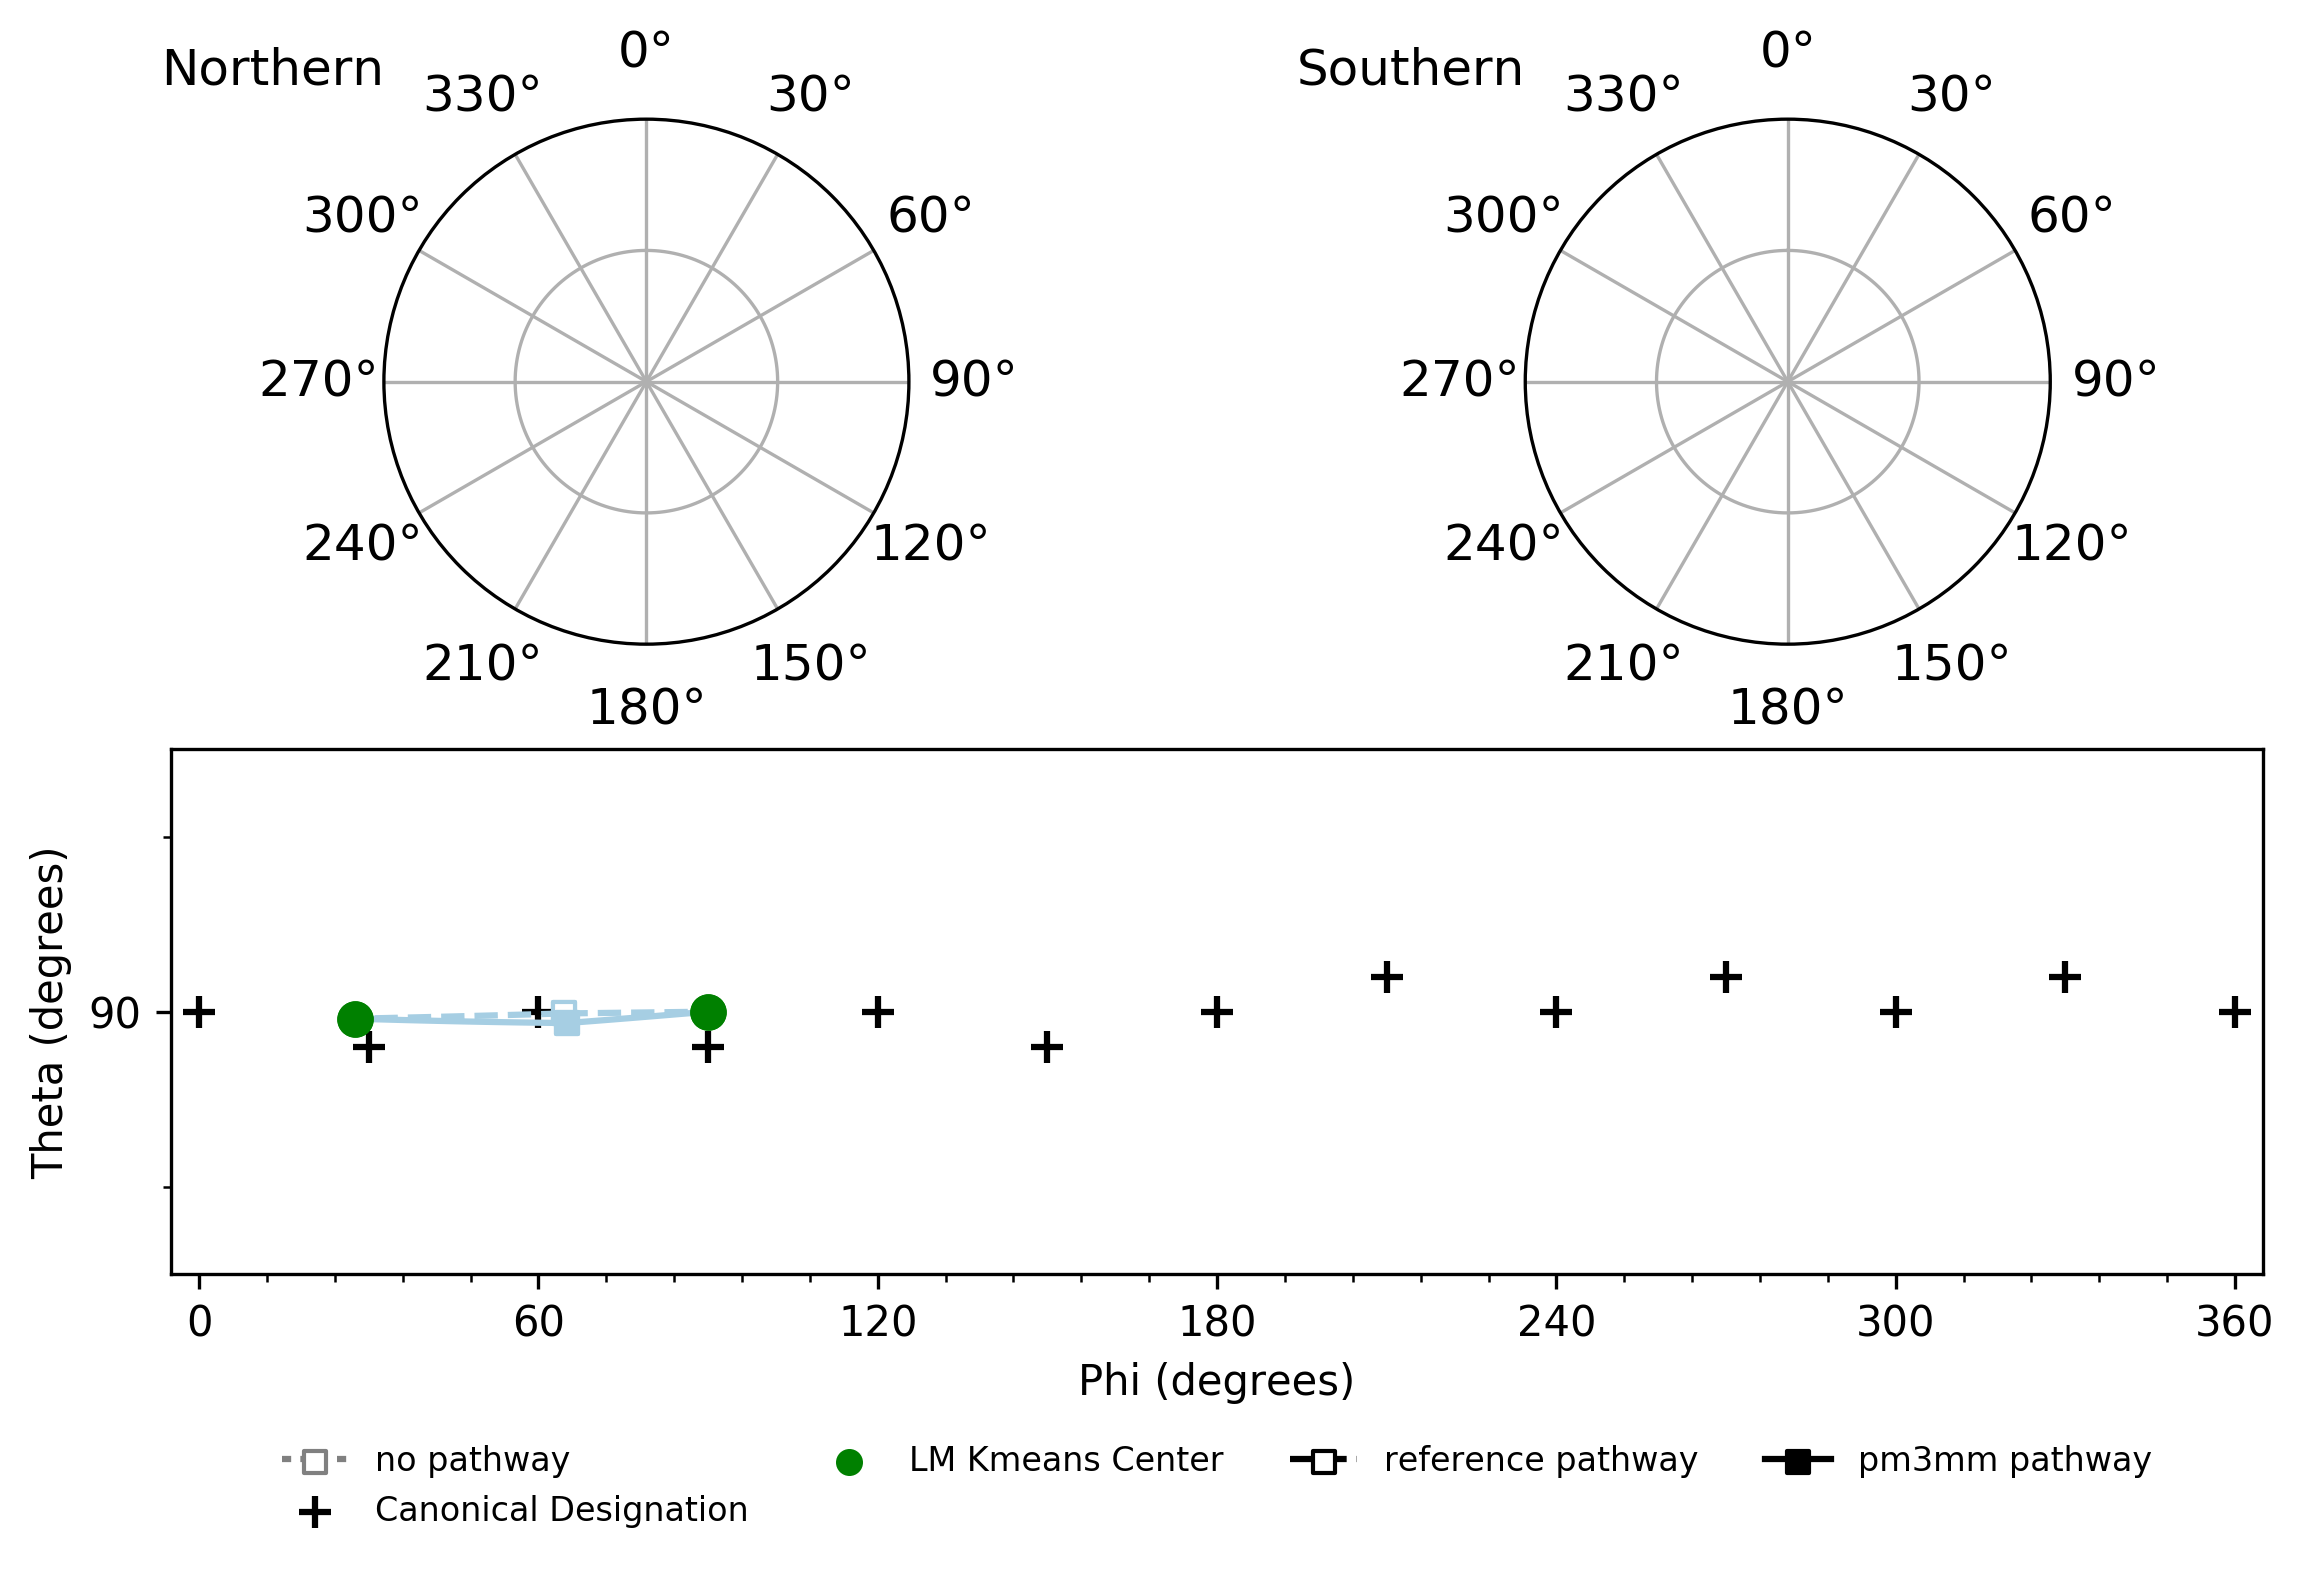 Northern
0°
30°
60°
90°
120°
150°
180°
210°
240°
270°
300°
330°
Southern
0°
30°
60°
90°
120°
150°
180°
210°
240°
270°
300°
330°
Theta (degrees)
90
0 60 120 180 240 300 360
Phi (degrees)
no pathway
Canonical Designation
LM Kmeans Center
reference pathway
pm3mm pathway